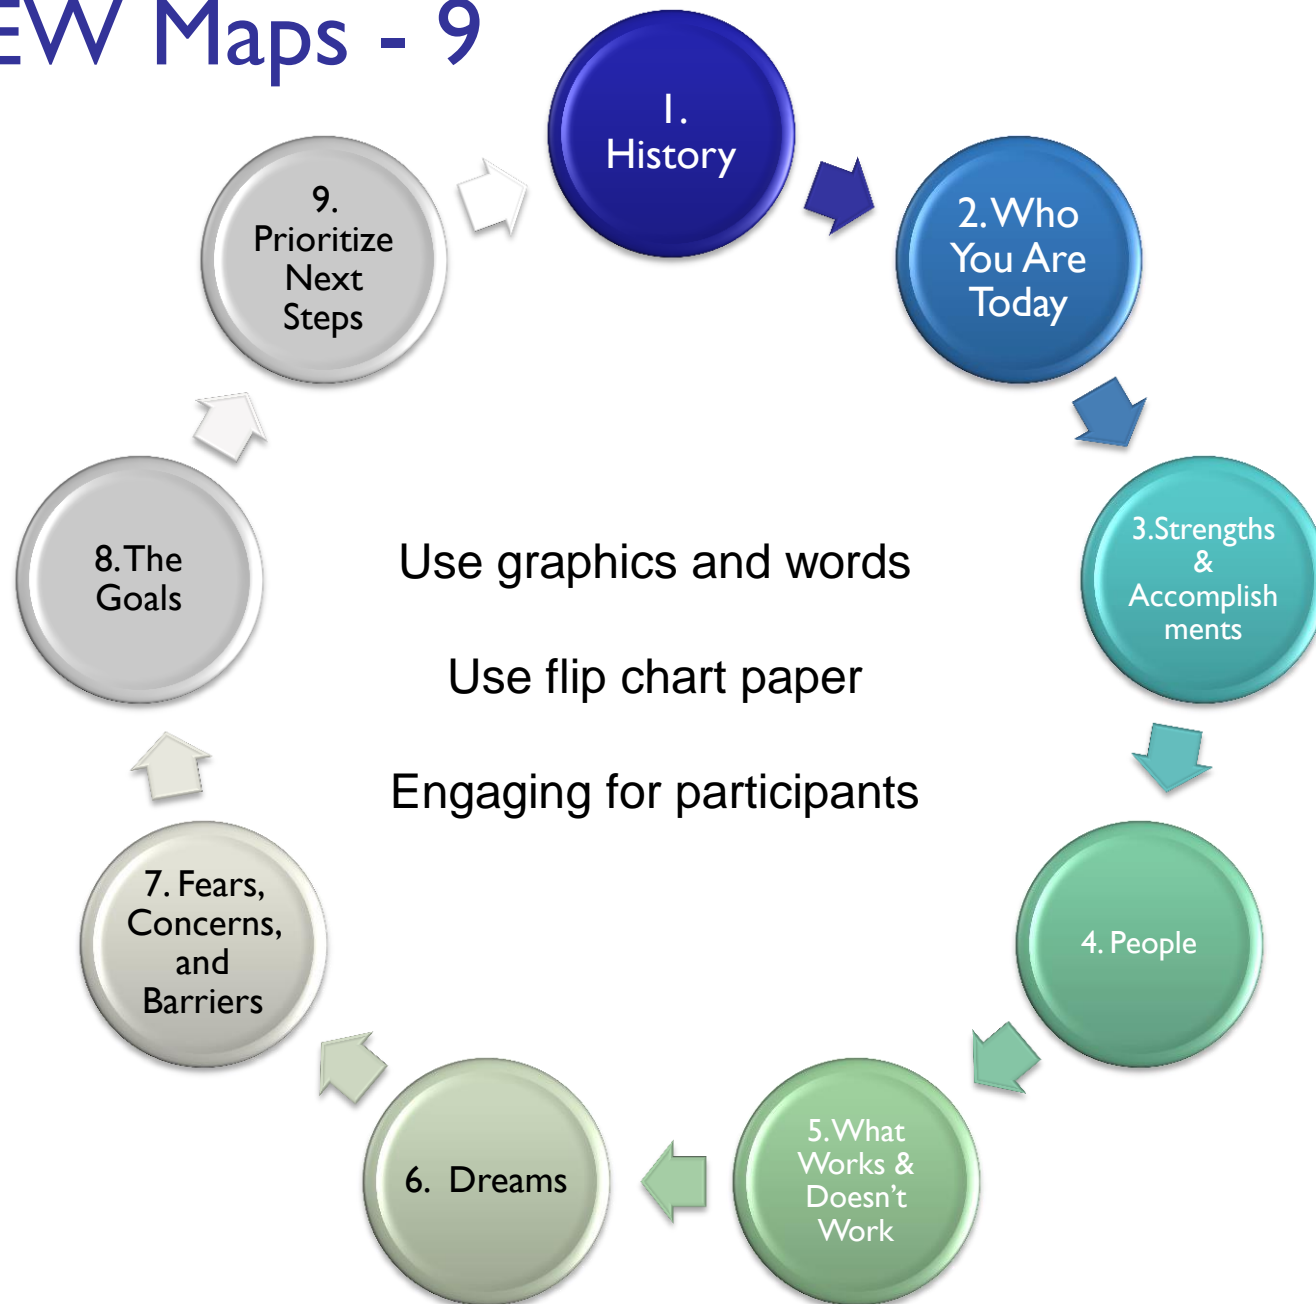 EW Maps - 9
1.
History
2. Who
You Are
Today
3.Strengths
&
Accomplish
ments
4. People
5. What
Works &
Doesn't
Work
6. Dreams
7. Fears,
Concerns,
and
Barriers
8. The
Goals
9.
Prioritize
Next
Steps
Use graphics and words
Use flip chart paper
Engaging for participants